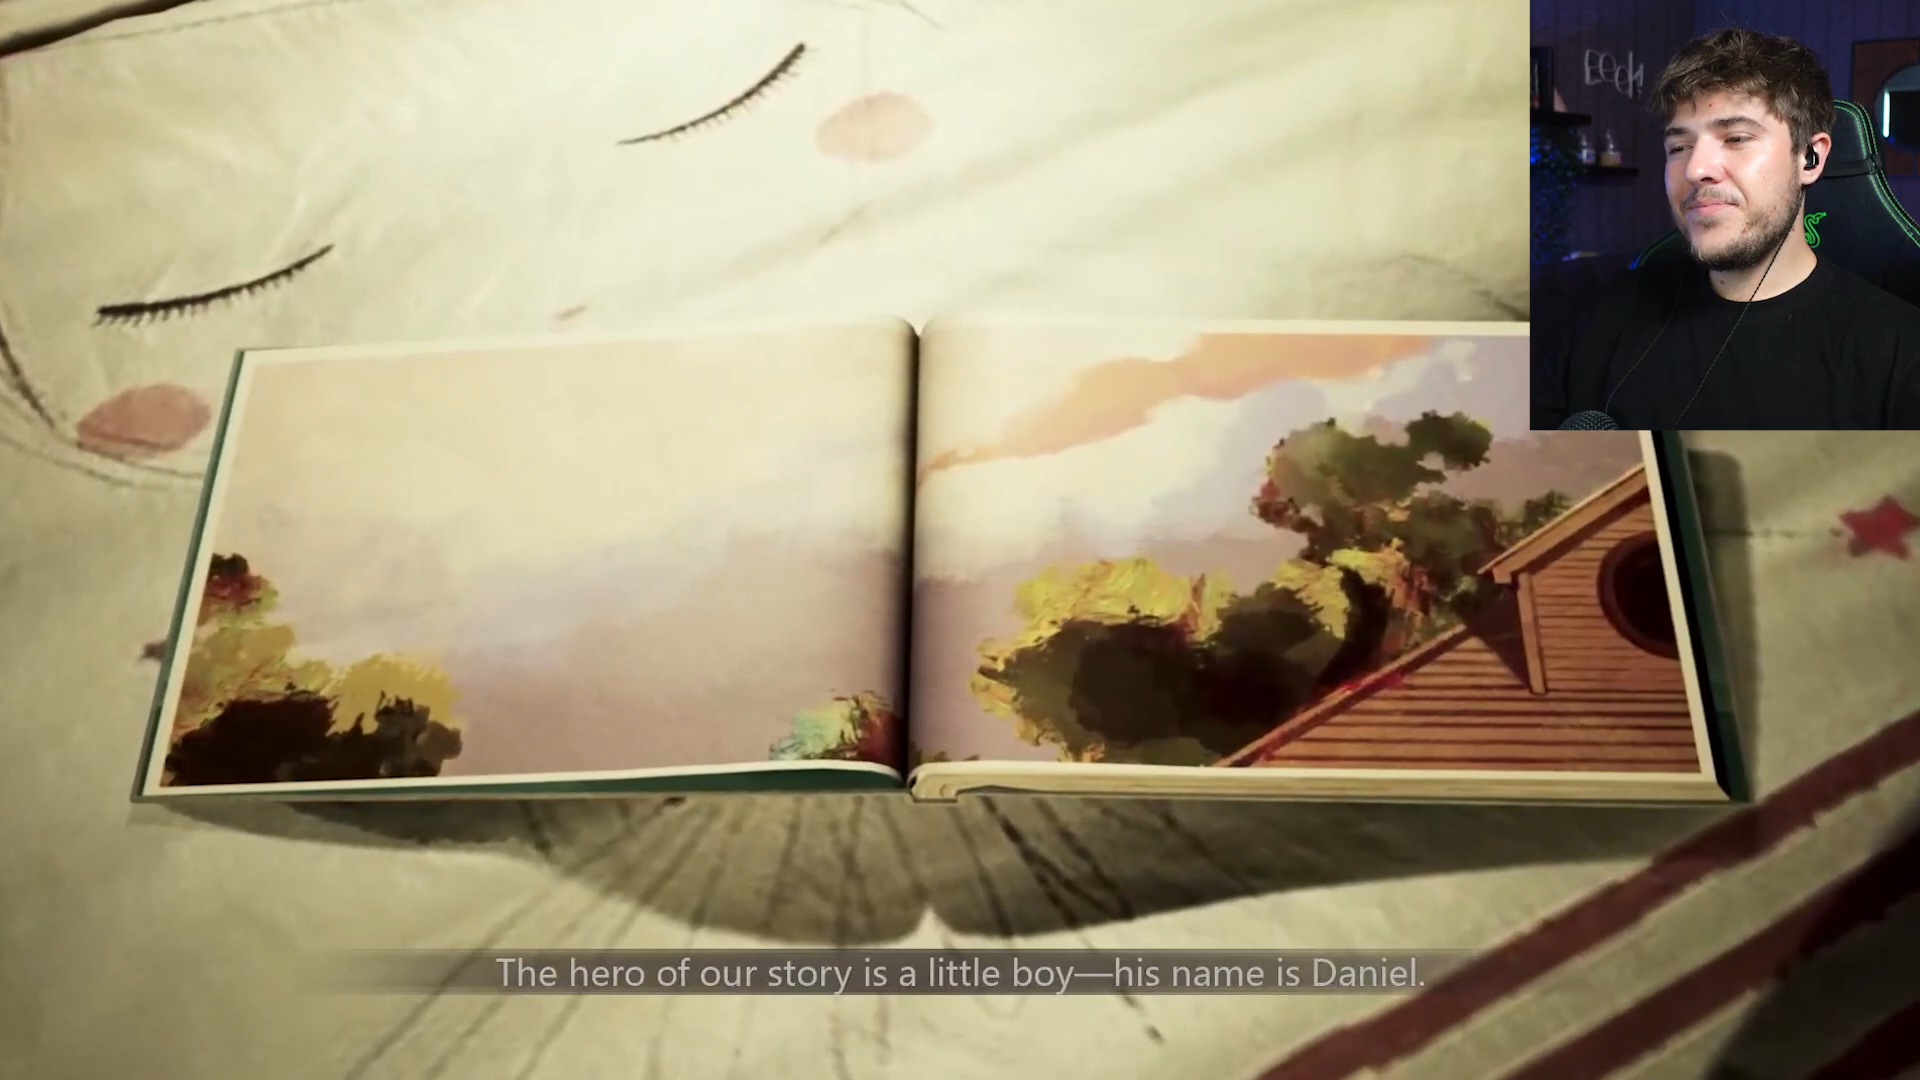 The hero of our story is a little boy—his name is Daniel.